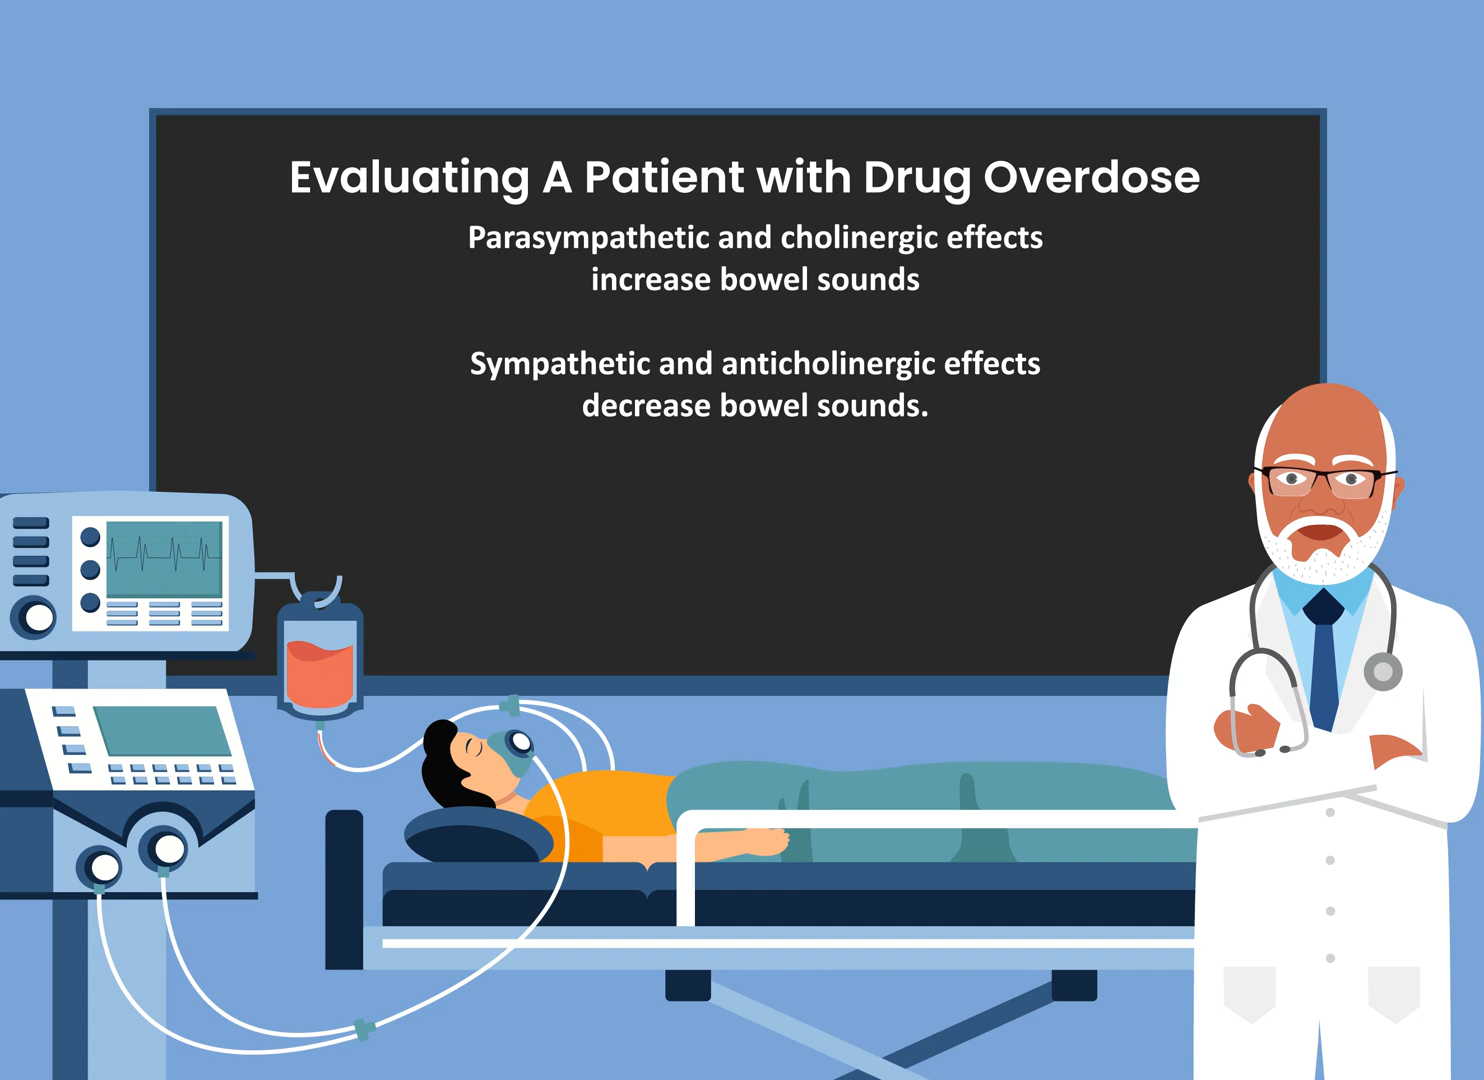 Evaluating A Patient with Drug Overdose
Parasympathetic and cholinergic effects
increase bowel sounds
Sympathetic and anticholinergic effects
decrease bowel sounds.